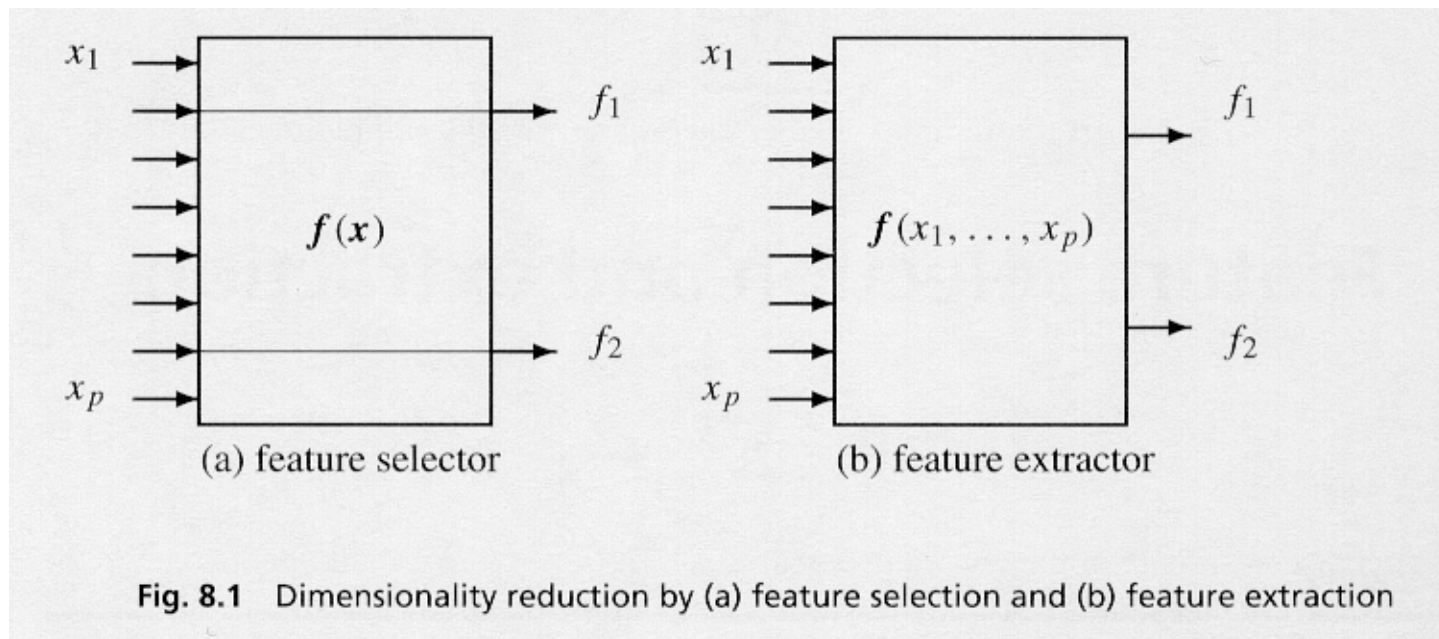 x1
f1
f(x)
f2
xp
(a) feature selector
x1
f1
f(x1, . . . , xp)
f2
xp
(b) feature extractor
Fig. 8.1 Dimensionality reduction by (a) feature selection and (b) feature extraction